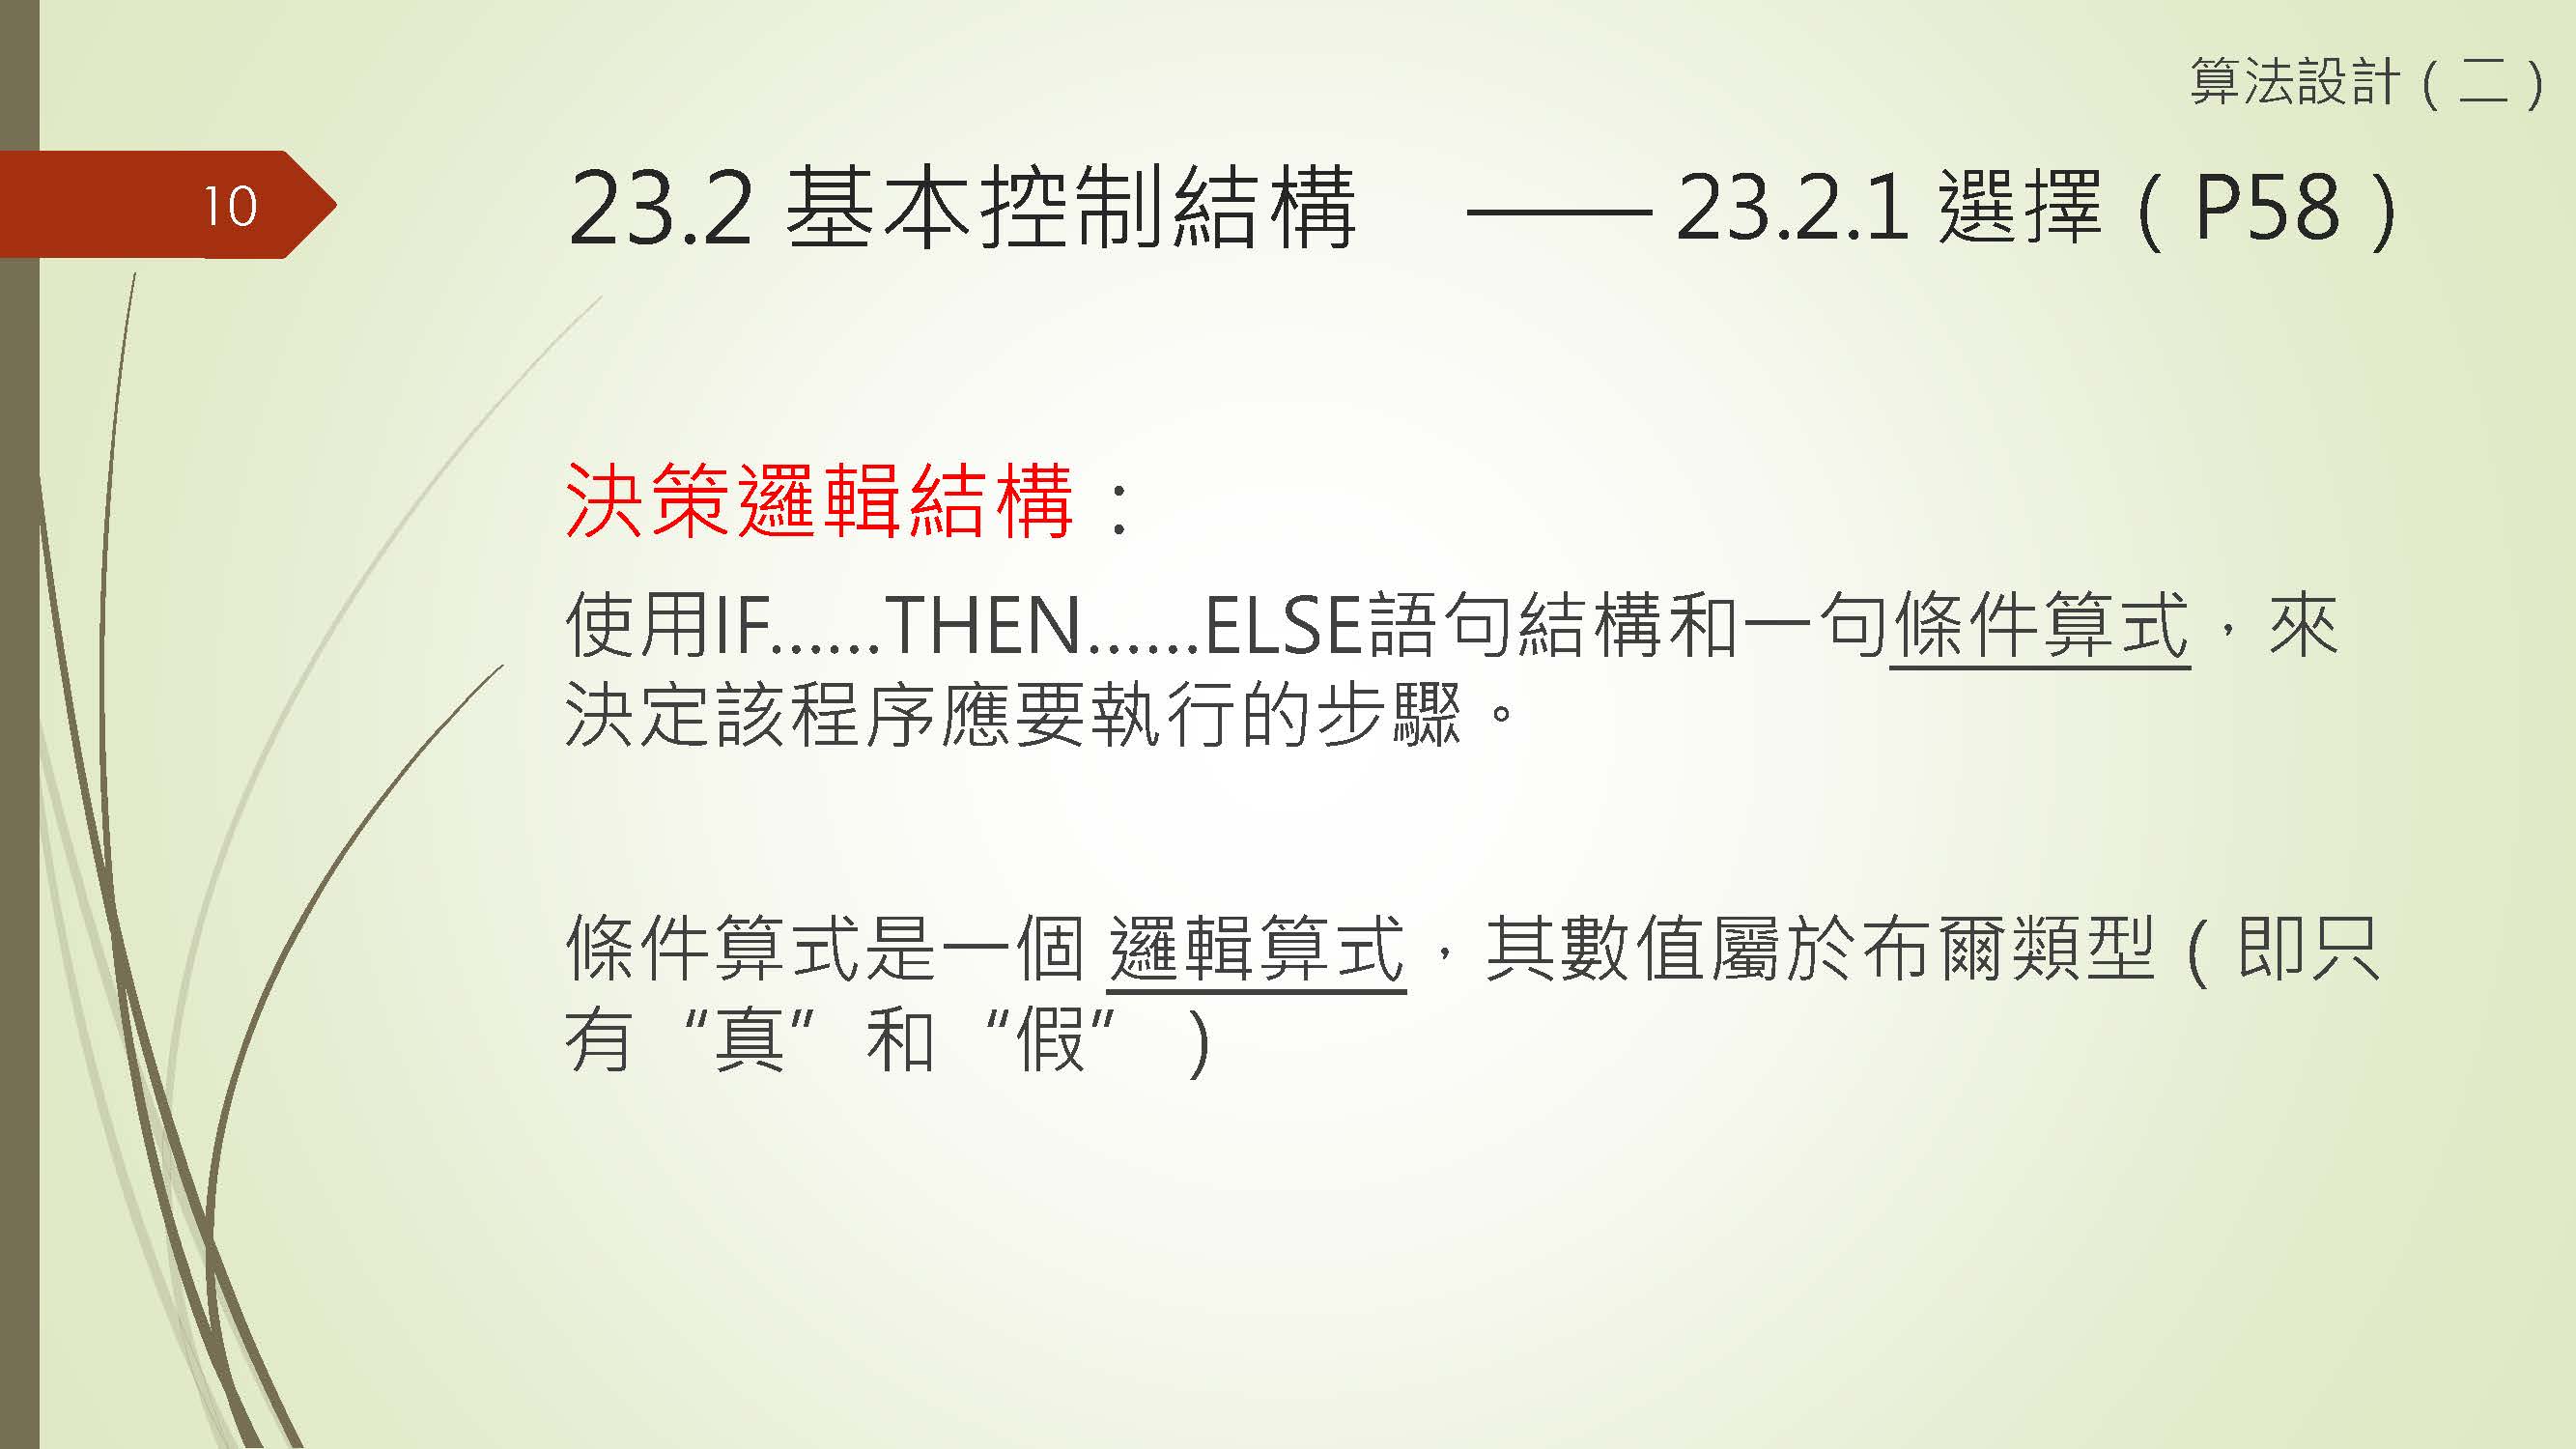 算法設計（二）
10
23.2 基本控制結構 —— 23.2.1 選擇（P58）
決策邏輯結構：
使用IF……THEN……ELSE語句結構和一句條件算式，來
決定該程序應要執行的步驟。
條件算式是一個 邏輯算式，其數值屬於布爾類型（即只
有“真”和“假”）